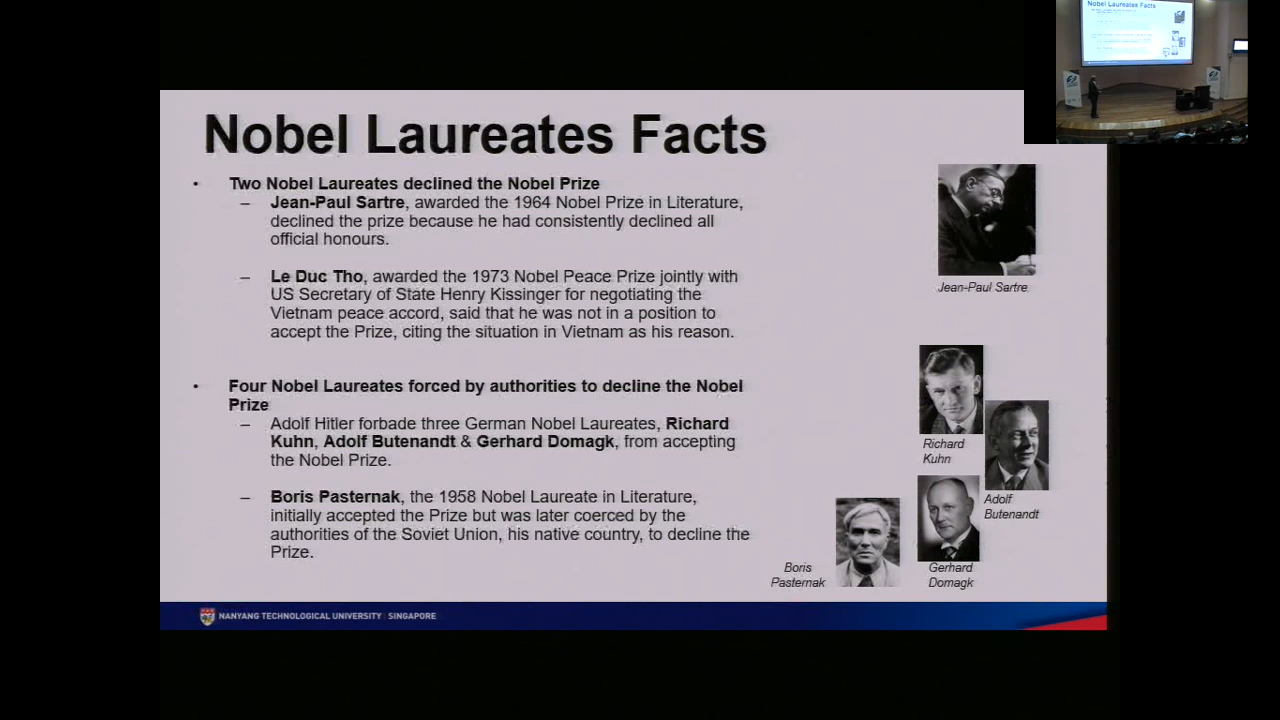 Nobel Laureates Facts
Nobel Laureates Facts
• Two Nobel Laureates declined the Nobel Prize
– Jean-Paul Sartre, awarded the 1964 Nobel Prize in Literature,
declined the prize because he had consistently declined all
official honours.
– Le Duc Tho, awarded the 1973 Nobel Peace Prize jointly with
US Secretary of State Henry Kissinger for negotiating the
Vietnam peace accord, said that he was not in a position to
accept the Prize, citing the situation in Vietnam as his reason.
• Four Nobel Laureates forced by authorities to decline the Nobel
Prize
– Adolf Hitler forbade three German Nobel Laureates, Richard
Kuhn, Adolf Butenandt & Gerhard Domagk, from accepting
the Nobel Prize.
– Boris Pasternak, the 1958 Nobel Laureate in Literature,
initially accepted the Prize but was later coerced by the
authorities of the Soviet Union, his native country, to decline the
Prize.
Jean-Paul Sartre
Richard
Kuhn
Adolf
Butenandt
Boris
Pasternak
Gerhard
Domagk
NANYANG TECHNOLOGICAL UNIVERSITY | SINGAPORE